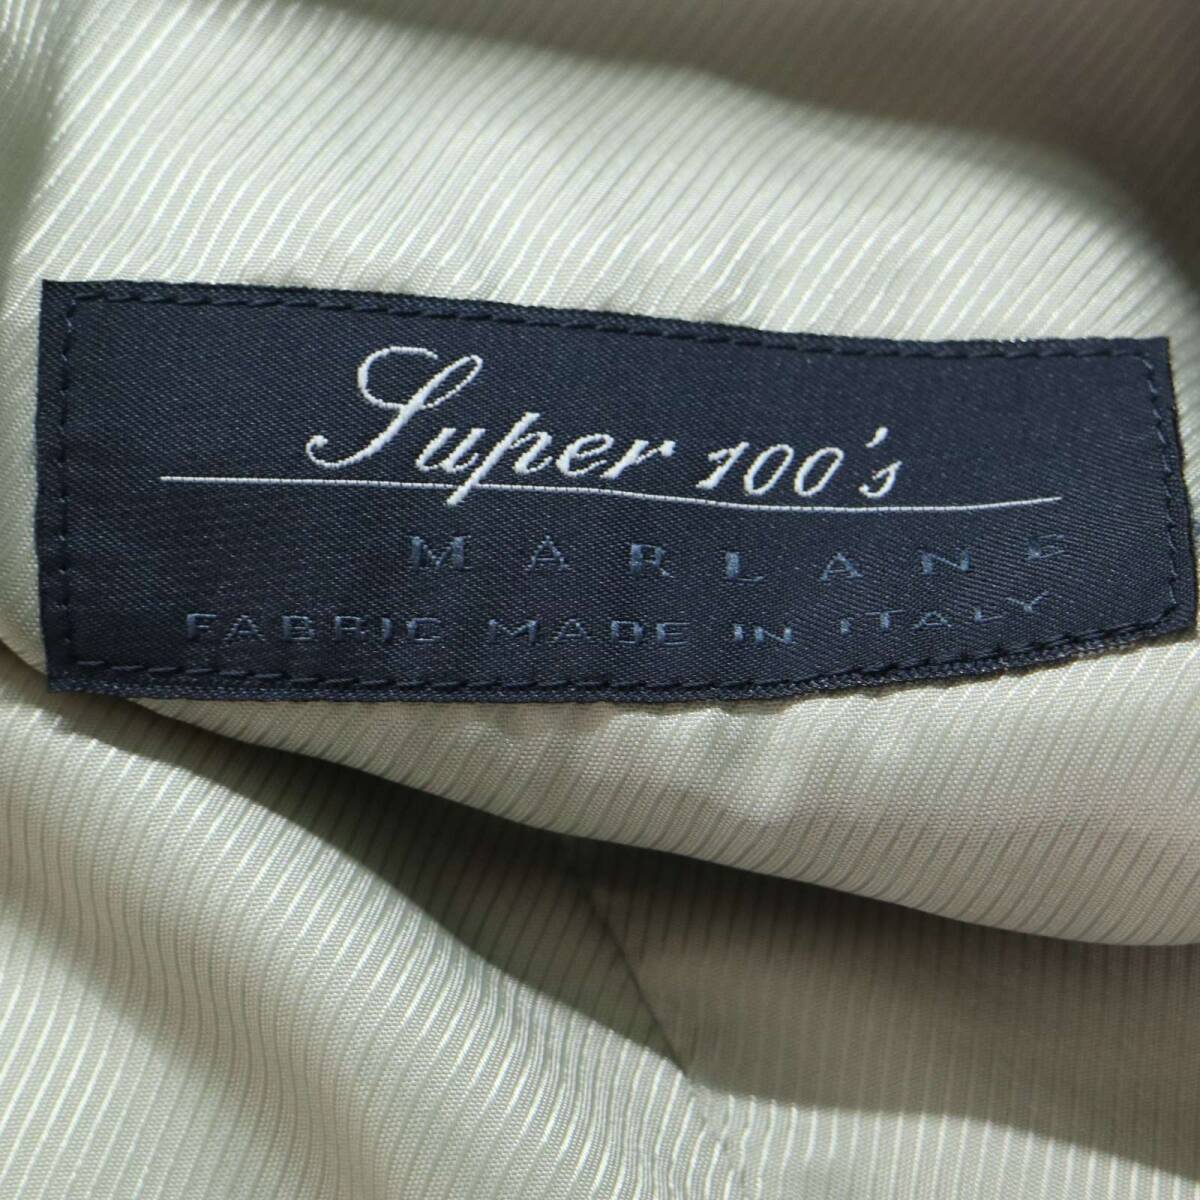 Super 100's
MARLANE
FABRIC MADE IN ITALY